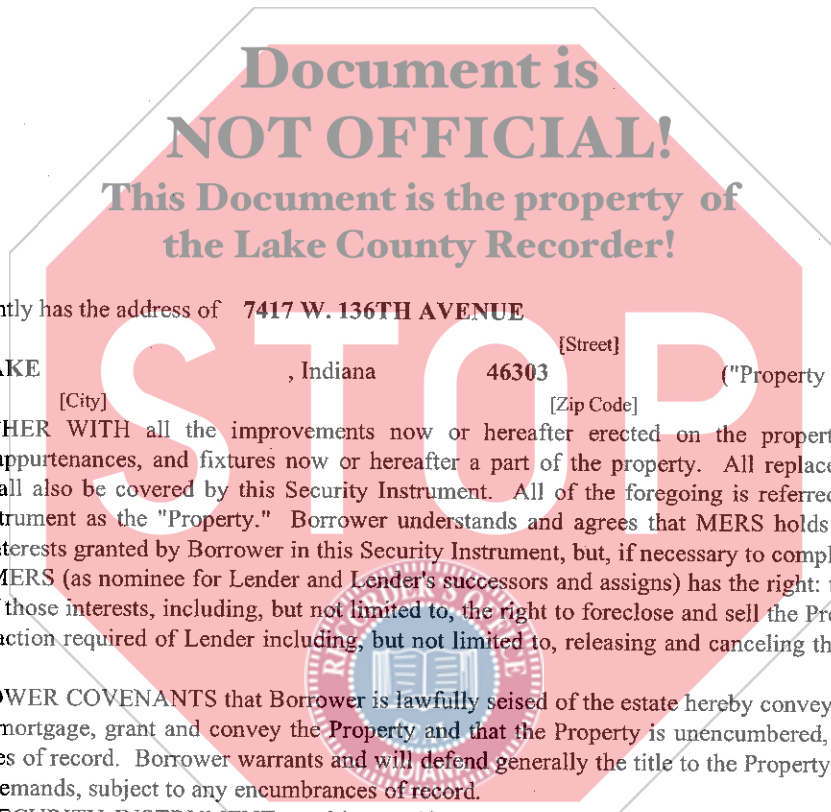 Document is
NOT OFFICIAL!
This Document is the property of
the Lake County Recorder!
ntly has the address of 7417 W. 136TH AVENUE
[Street]
AKE , Indiana 46303 ("Property
[City] [Zip Code]
HER WITH all the improvements now or hereafter erected on the propert
appurtenances, and fixtures now or hereafter a part of the property. All replace
all also be covered by this Security Instrument. All of the foregoing is referred
trument as the "Property." Borrower understands and agrees that MERS holds
terests granted by Borrower in this Security Instrument, but, if necessary to compl
MERS (as nominee for Lender and Lender's successors and assigns) has the right:
those interests, including, but not limited to, the right to foreclose and sell the Pro
action required of Lender including, but not limited to, releasing and canceling th
OWER COVENANTS that Borrower is lawfully seised of the estate hereby convey
mortgage, grant and convey the Property and that the Property is unencumbered,
es of record. Borrower warrants and will defend generally the title to the Property
emands, subject to any encumbrances of record.
STOP
RECORDER'S OFFICE
INDIANA